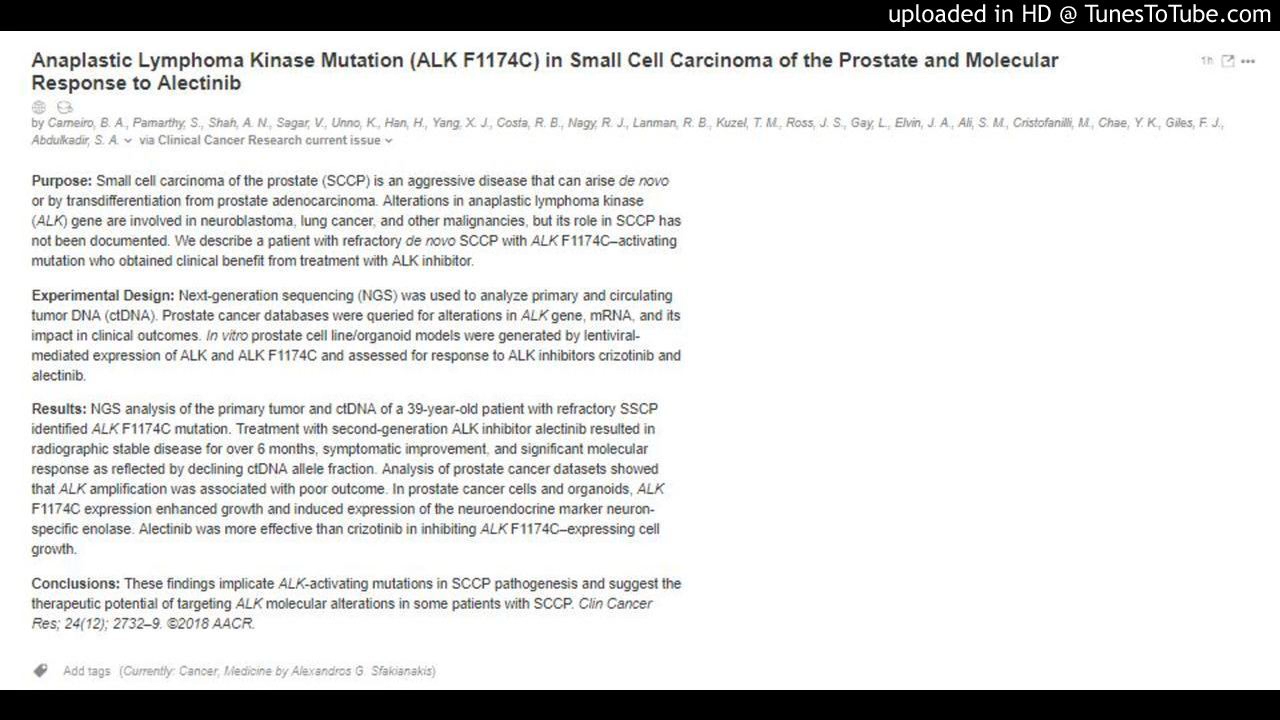 uploaded in HD @ TunesToTube.com
Anaplastic Lymphoma Kinase Mutation (ALK F1174C) in Small Cell Carcinoma of the Prostate and Molecular
Response to Alectinib
1h
by Carneiro, B. A., Pamarthy, S., Shah, A. N., Sagar, V., Unno, K., Han, H., Yang, X. J., Costa, R. B., Nagy, R. J., Lanman, R. B., Kuzel, T. M., Ross, J. S., Gay, L., Elvin, J. A., Ali, S. M., Cristofanilli, M., Chae, Y. K., Giles, F. J.,
Abdulkadir, S. A. via Clinical Cancer Research current issue
Purpose: Small cell carcinoma of the prostate (SCCP) is an aggressive disease that can arise de novo
or by transdifferentiation from prostate adenocarcinoma. Alterations in anaplastic lymphoma kinase
(ALK) gene are involved in neuroblastoma, lung cancer, and other malignancies, but its role in SCCP has
not been documented. We describe a patient with refractory de novo SCCP with ALK F1174C–activating
mutation who obtained clinical benefit from treatment with ALK inhibitor.
Experimental Design: Next-generation sequencing (NGS) was used to analyze primary and circulating
tumor DNA (ctDNA). Prostate cancer databases were queried for alterations in ALK gene, mRNA, and its
impact in clinical outcomes. In vitro prostate cell line/organoid models were generated by lentiviral-
mediated expression of ALK and ALK F1174C and assessed for response to ALK inhibitors crizotinib and
alectinib.
Results: NGS analysis of the primary tumor and ctDNA of a 39-year-old patient with refractory SSCP
identified ALK F1174C mutation. Treatment with second-generation ALK inhibitor alectinib resulted in
radiographic stable disease for over 6 months, symptomatic improvement, and significant molecular
response as reflected by declining ctDNA allele fraction. Analysis of prostate cancer datasets showed
that ALK amplification was associated with poor outcome. In prostate cancer cells and organoids, ALK
F1174C expression enhanced growth and induced expression of the neuroendocrine marker neuron-
specific enolase. Alectinib was more effective than crizotinib in inhibiting ALK F1174C–expressing cell
growth.
Conclusions: These findings implicate ALK-activating mutations in SCCP pathogenesis and suggest the
therapeutic potential of targeting ALK molecular alterations in some patients with SCCP. Clin Cancer
Res; 24(12); 2732–9. ©2018 AACR.
Add tags (Currently: Cancer, Medicine by Alexandros G Sfakianakis)